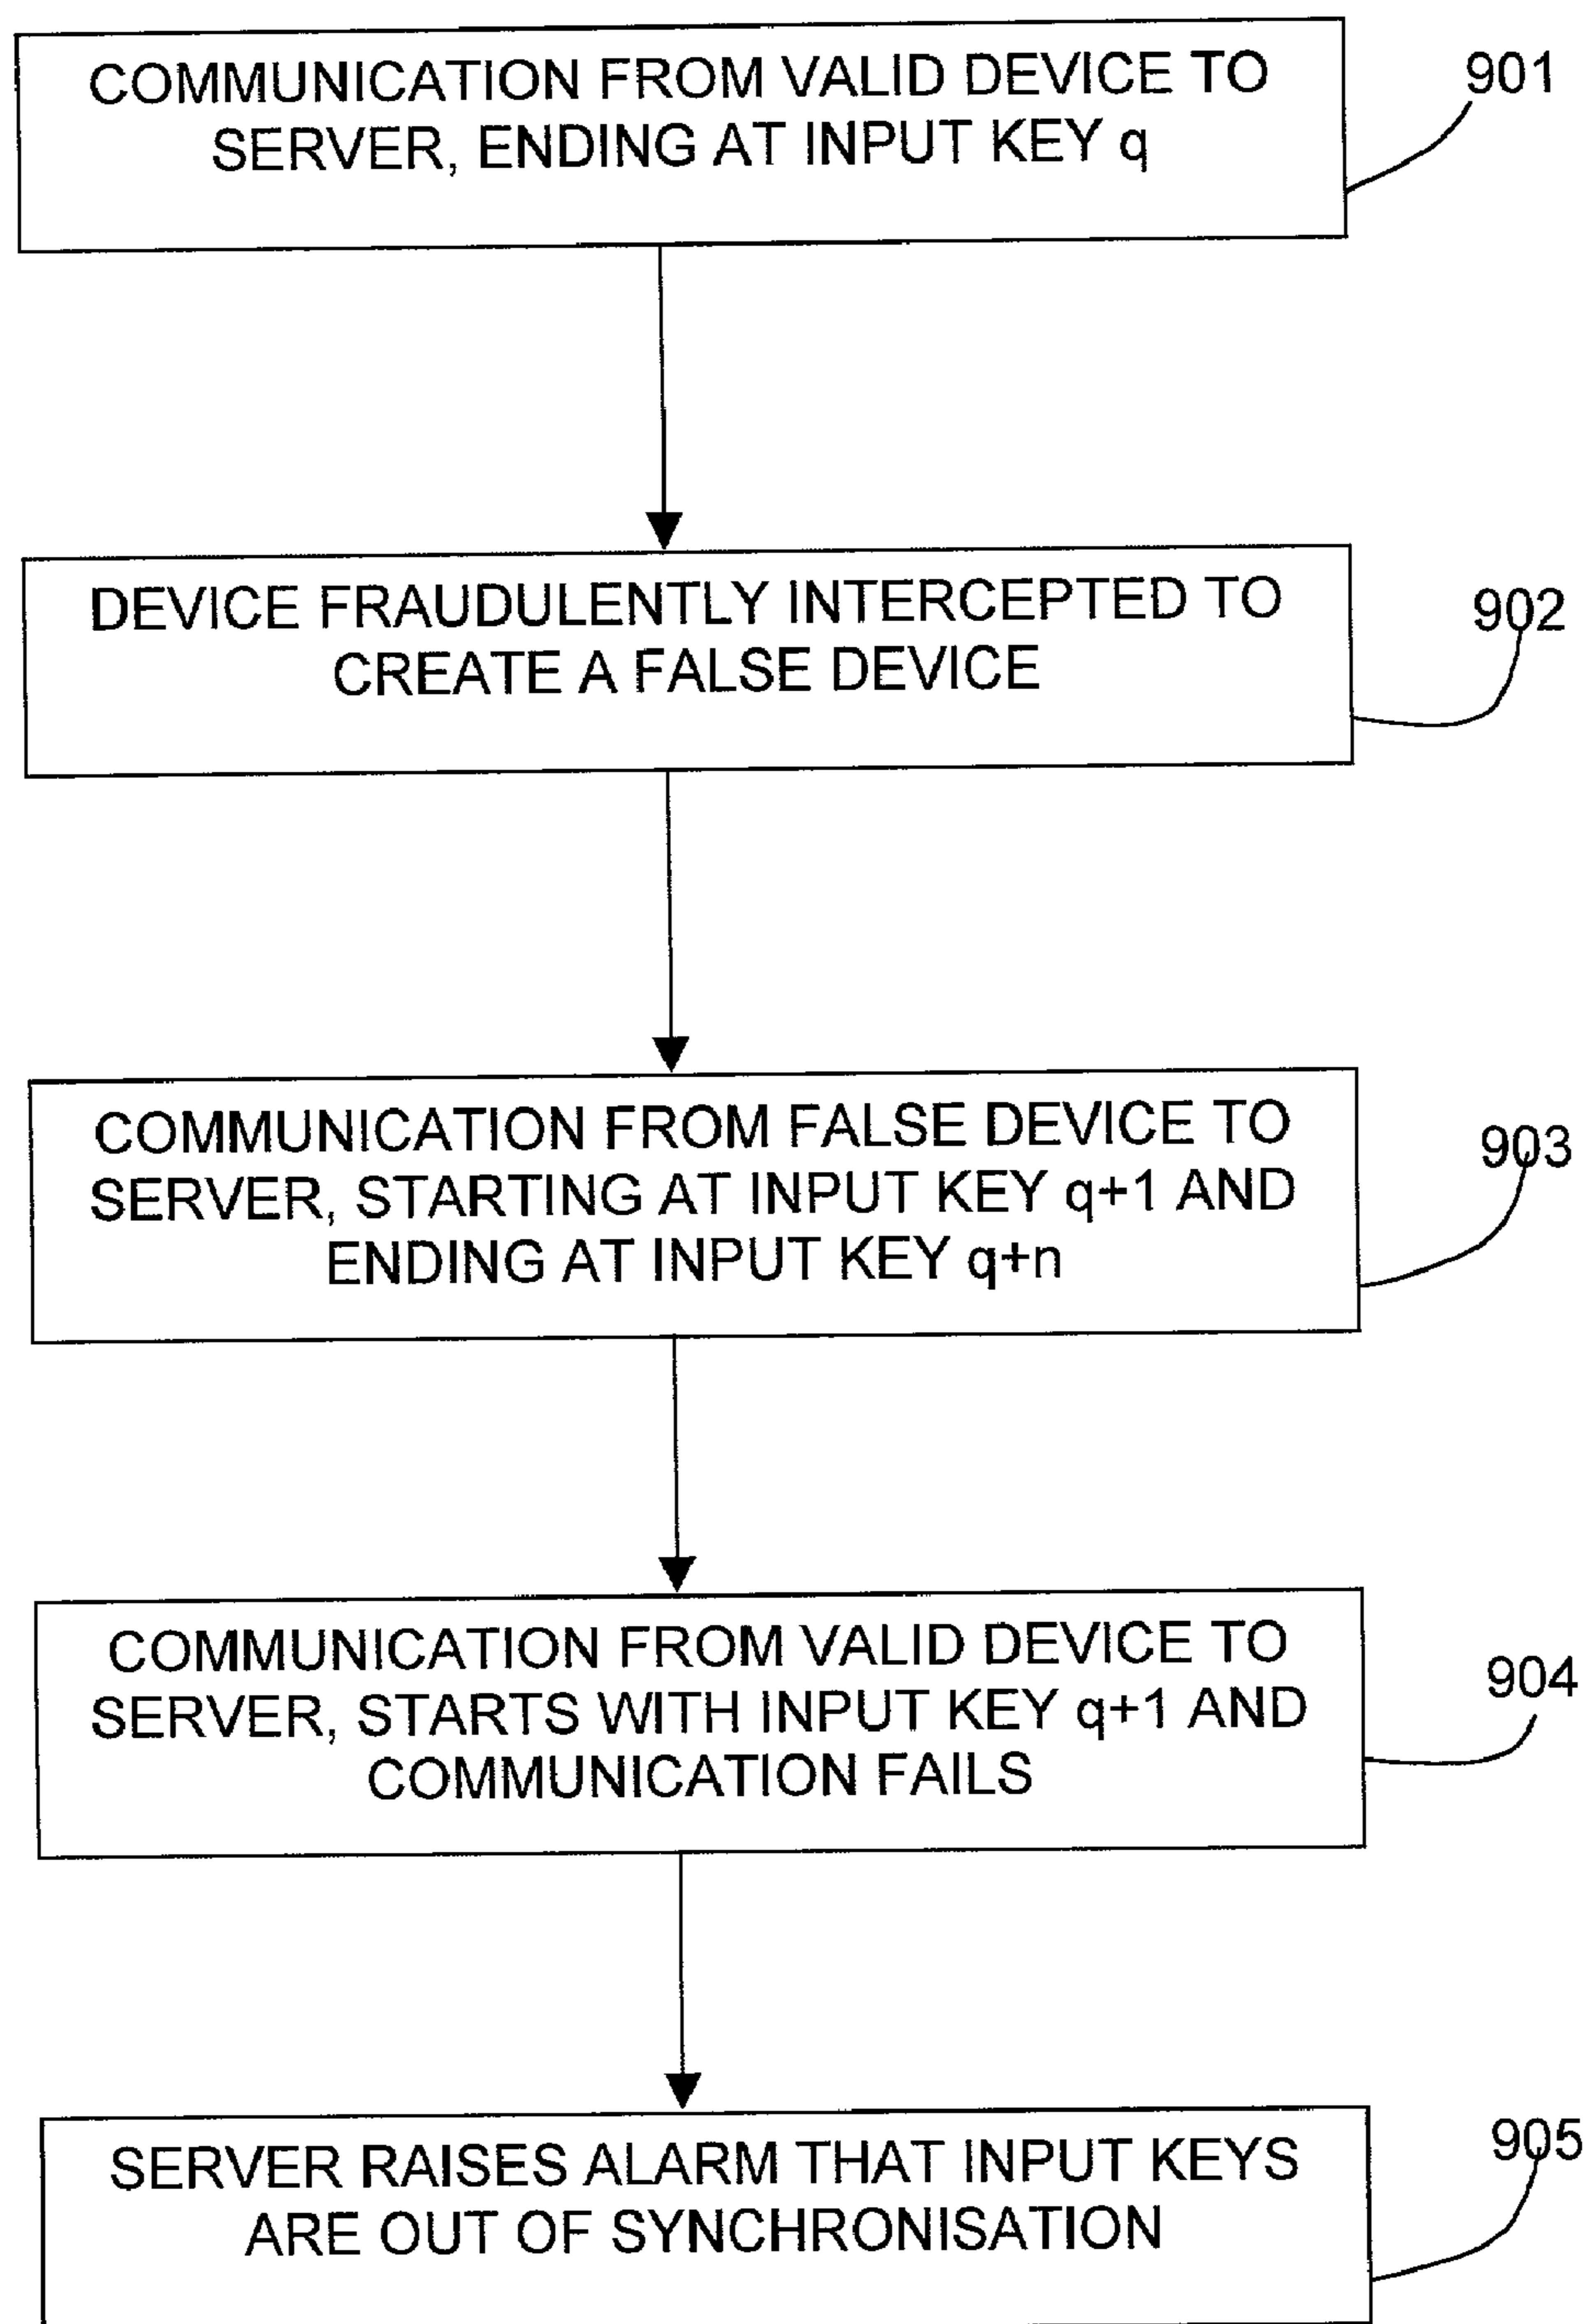 COMMUNICATION FROM VALID DEVICE TO
SERVER, ENDING AT INPUT KEY q
901
DEVICE FRAUDULENTLY INTERCEPTED TO
CREATE A FALSE DEVICE
902
COMMUNICATION FROM FALSE DEVICE TO
SERVER, STARTING AT INPUT KEY q+1 AND
ENDING AT INPUT KEY q+n
903
COMMUNICATION FROM VALID DEVICE TO
SERVER, STARTS WITH INPUT KEY q+1 AND
COMMUNICATION FAILS
904
SERVER RAISES ALARM THAT INPUT KEYS
ARE OUT OF SYNCHRONISATION
905